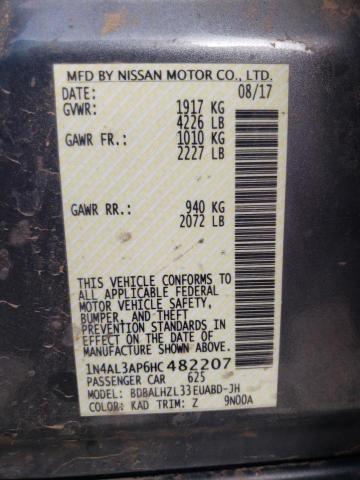 MFD BY NISSAN MOTOR CO., LTD.
DATE: 08/17
GVWR: 1917 KG
4226 LB
GAWR FR.: 1010 KG
2227 LB
GAWR RR.: 940 KG
2072 LB
THIS VEHICLE CONFORMS TO
ALL APPLICABLE FEDERAL
MOTOR VEHICLE SAFETY,
BUMPER, AND THEFT
PREVENTION STANDARDS IN
EFFECT ON THE DATE OF
MANUFACTURE SHOWN ABOVE.
1N4AL3AP6HC482207
PASSENGER CAR 625
MODEL: BDBALHZL33EUABD-JH
COLOR: KAD TRIM: Z 9N00A